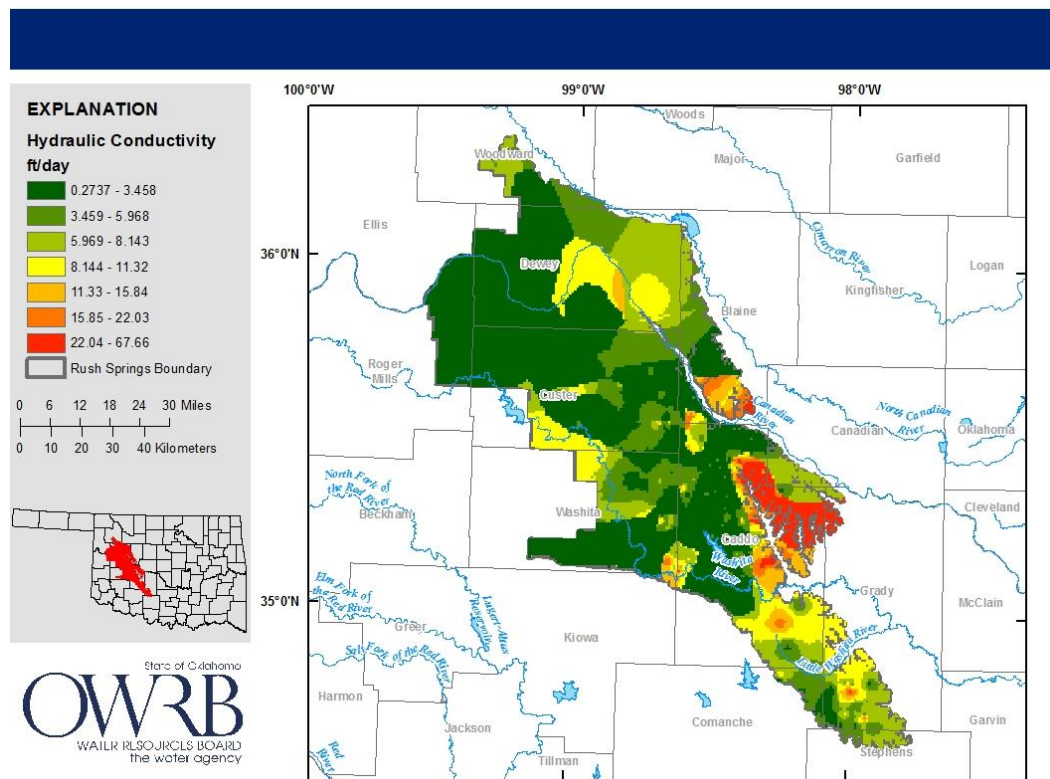 EXPLANATION
Hydraulic Conductivity
ft/day
0.2737 - 3.458
3.459 - 5.968
5.969 - 8.143
8.144 - 11.32
11.33 - 15.84
15.85 - 22.03
22.04 - 67.66
Rush Springs Boundary
0 6 12 18 24 30 Miles
0 10 20 30 40 Kilometers
State of Oklahoma
OWRB
WATER RESOURCES BOARD
the water agency
100°0'W
99°0'W
98°0'W
36°0'N
35°0'N
Woods
Woodward
Major
Garfield
Ellis
Cimarron River
Dewey
Logan
Kingfisher
Blaine
Roger
Mills
Custer
Canadian
River
North Canadian
River
Canadian
Oklahoma
North Fork of
the Red River
Beckham
Washita
Cleveland
Caddo
Washita
River
Elm Fork of
the Red River
Greer
Kiowa
Grady
McClain
Salt Fork of the Red River
Little Washita River
Harmon
Jackson
Comanche
Garvin
Stephens
Tillman
Red
River